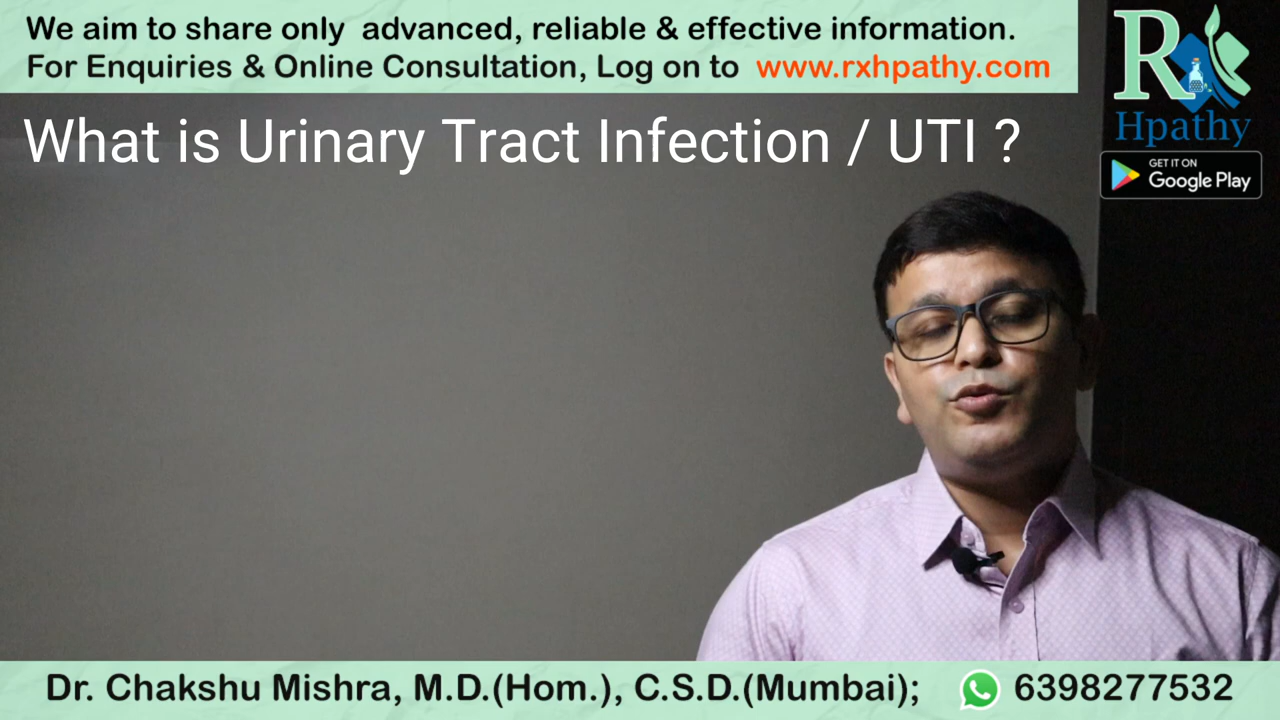 We aim to share only advanced, reliable & effective information.
For Enquiries & Online Consultation, Log on to www.rxhpathy.com
Rx
Hpathy
GET IT ON
Google Play
What is Urinary Tract Infection / UTI ?
Dr. Chakshu Mishra, M.D.(Hom.), C.S.D.(Mumbai); 6398277532